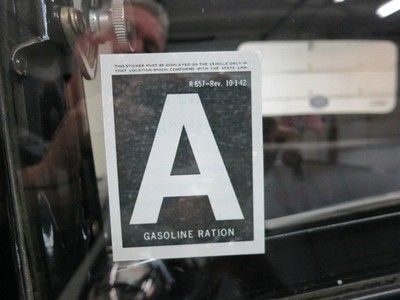 THIS STICKER MUST BE DISPLAYED ON THE VEHICLE ONLY IN
THAT LOCATION WHICH CONFORMS WITH THE STATE LAW.
R-657-Rev. 10-1-42
A
GASOLINE RATION